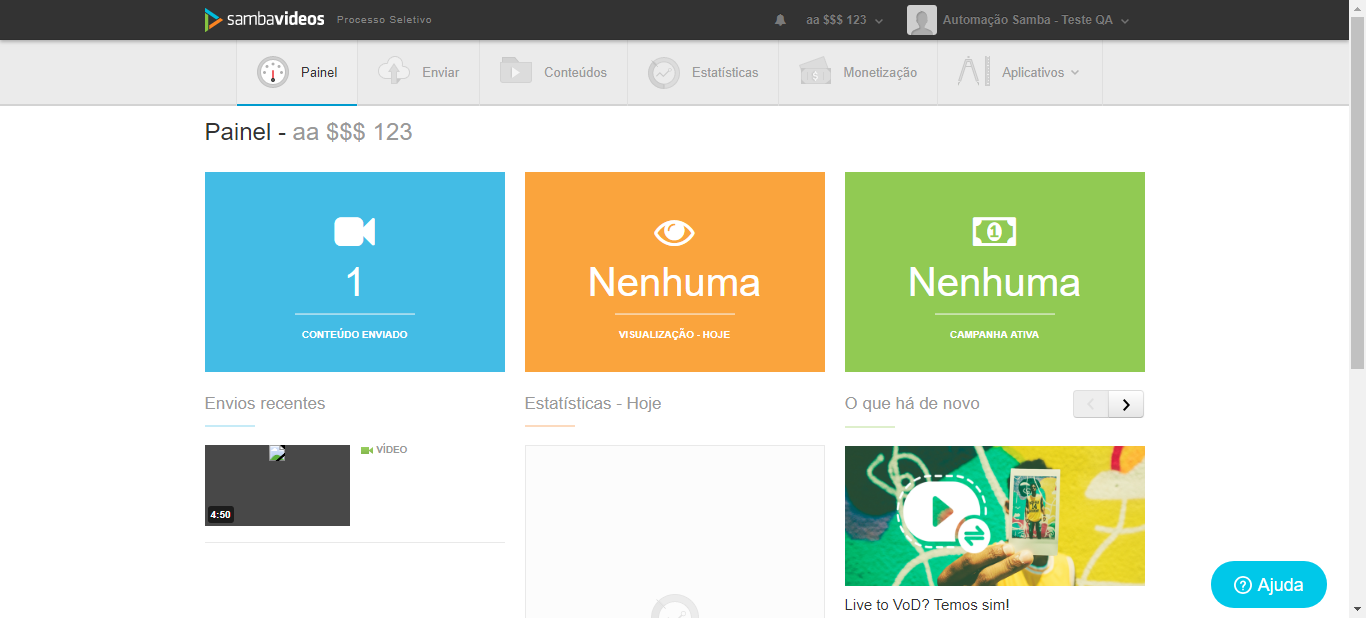 sambavideos Processo Seletivo aa $$$ 123 Automação Samba - Teste QA
Painel Enviar Conteúdos Estatísticas Monetização Aplicativos
Painel - aa $$$ 123
1
CONTEÚDO ENVIADO
Nenhuma
VISUALIZAÇÃO - HOJE
1
Nenhuma
CAMPANHA ATIVA
Envios recentes
4:50
VÍDEO
Estatísticas - Hoje
O que há de novo
Live to VoD? Temos sim!
Ajuda